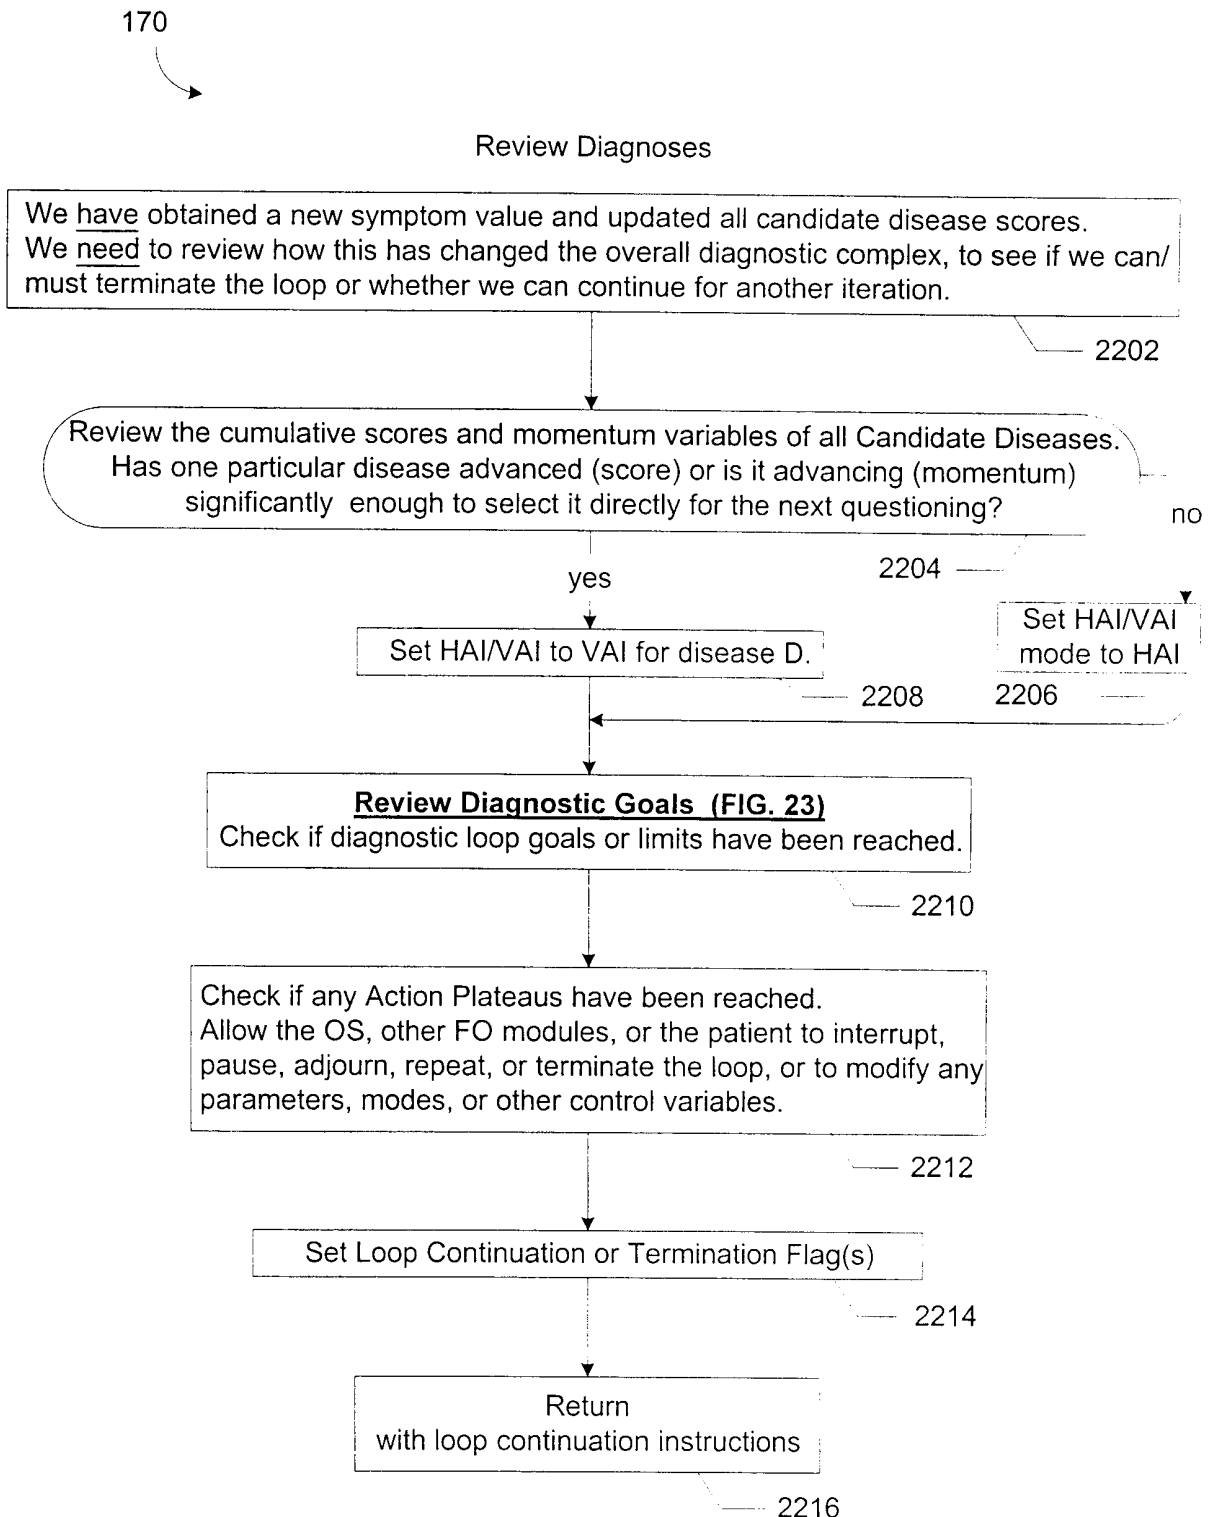 170
Review Diagnoses
We have obtained a new symptom value and updated all candidate disease scores.
We need to review how this has changed the overall diagnostic complex, to see if we can/
must terminate the loop or whether we can continue for another iteration.
2202
Review the cumulative scores and momentum variables of all Candidate Diseases.
Has one particular disease advanced (score) or is it advancing (momentum)
significantly enough to select it directly for the next questioning?
no
2204
yes
Set HAI/VAI
mode to HAI
Set HAI/VAI to VAI for disease D.
2208
2206
Review Diagnostic Goals (FIG. 23)
Check if diagnostic loop goals or limits have been reached.
2210
Check if any Action Plateaus have been reached.
Allow the OS, other FO modules, or the patient to interrupt,
pause, adjourn, repeat, or terminate the loop, or to modify any
parameters, modes, or other control variables.
2212
Set Loop Continuation or Termination Flag(s)
2214
Return
with loop continuation instructions
2216